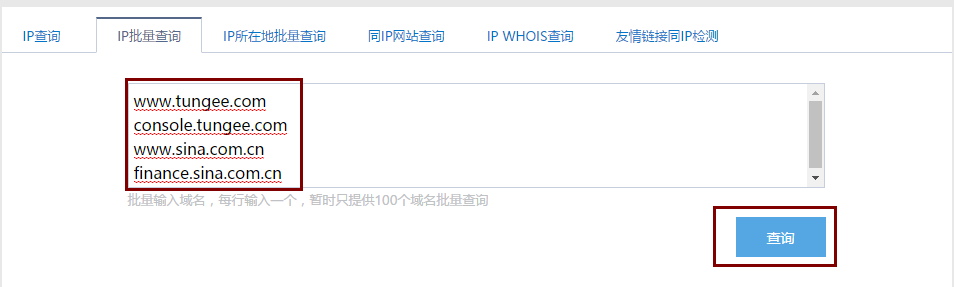 IP查询 IP批量查询 IP所在地批量查询 同IP网站查询 IP WHOIS查询 友情链接同IP检测
www.tungee.com
console.tungee.com
www.sina.com.cn
finance.sina.com.cn
批量输入域名，每行输入一个，暂时只提供100个域名批量查询
查询